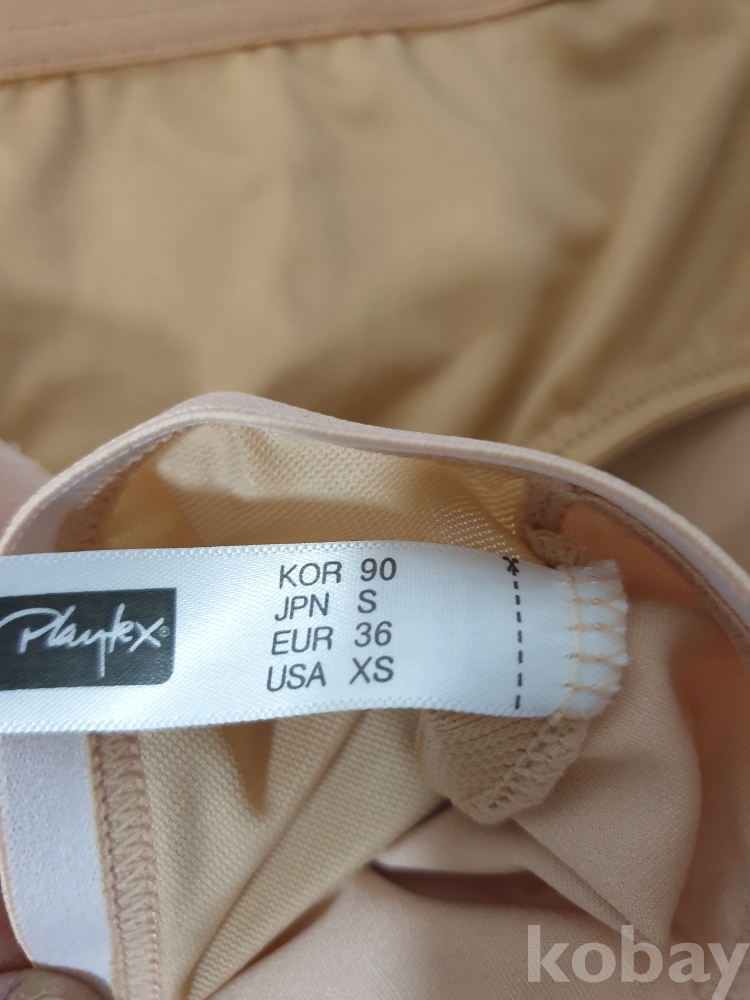 Playtex®
KOR 90
JPN S
EUR 36
USA XS
kobay